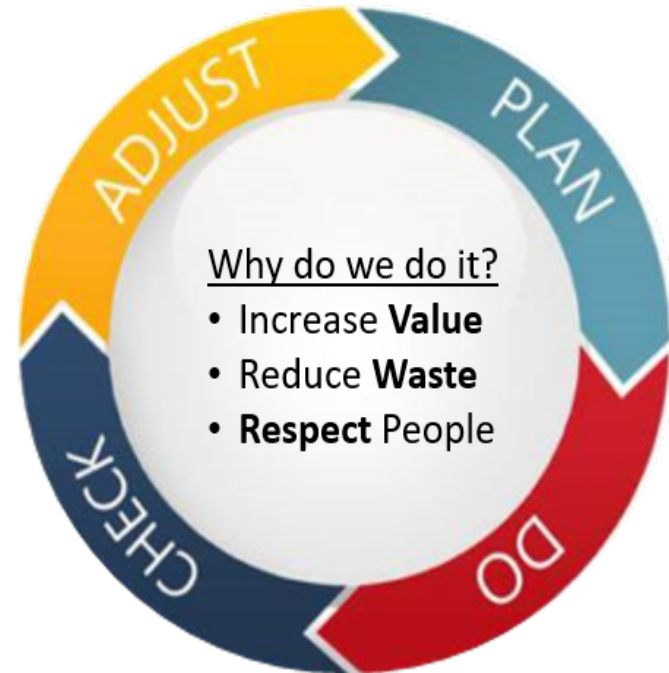 ADJUST
PLAN
Why do we do it?
• Increase Value
• Reduce Waste
• Respect People
CHECK
DO